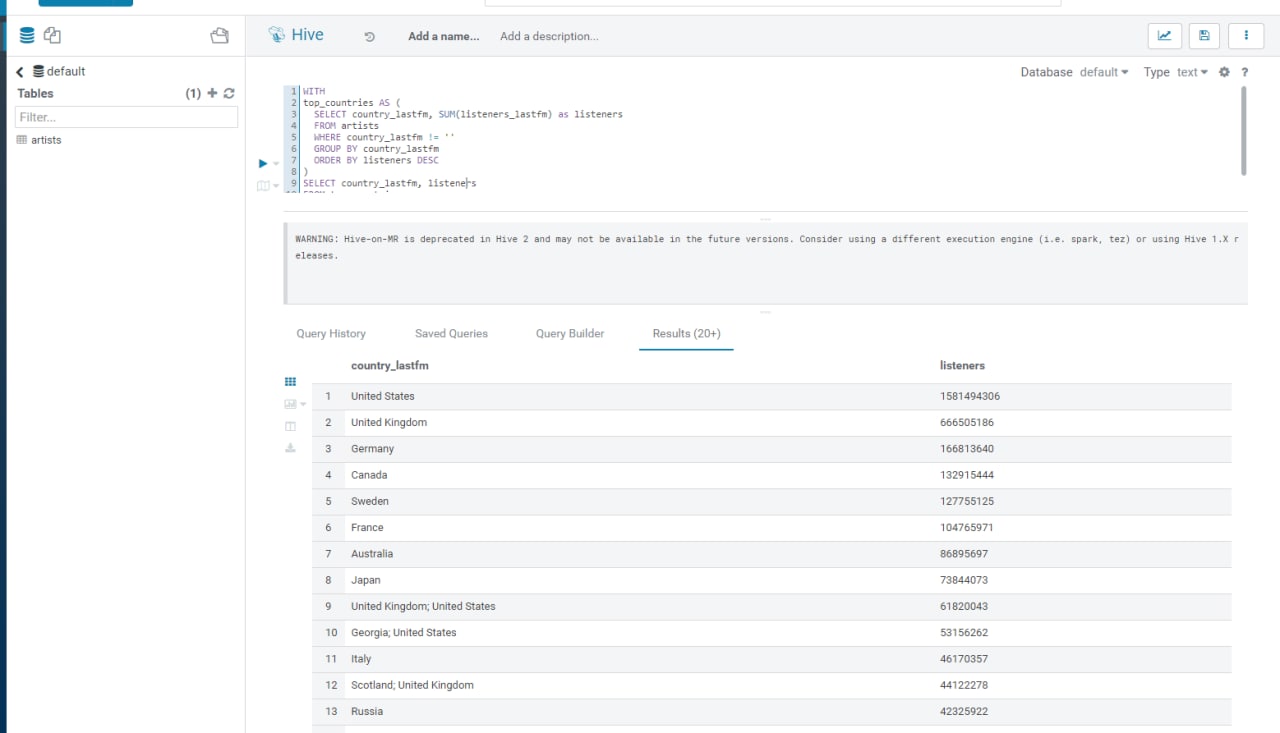 Hive
Add a name...
Add a description...
default
Database default
Type text
?
Tables
(1)
Filter...
artists
1 WITH
2 top_countries AS (
3 SELECT country_lastfm, SUM(listeners_lastfm) as listeners
4 FROM artists
5 WHERE country_lastfm != ''
6 GROUP BY country_lastfm
7 ORDER BY listeners DESC
8 )
9 SELECT country_lastfm, listeners
WARNING: Hive-on-MR is deprecated in Hive 2 and may not be available in the future versions. Consider using a different execution engine (i.e. spark, tez) or using Hive 1.X r
eleases.
Query History
Saved Queries
Query Builder
Results (20+)
country_lastfm listeners
1 United States 1581494306
2 United Kingdom 666505186
3 Germany 166813640
4 Canada 132915444
5 Sweden 127755125
6 France 104765971
7 Australia 86895697
8 Japan 73844073
9 United Kingdom; United States 61820043
10 Georgia; United States 53156262
11 Italy 46170357
12 Scotland; United Kingdom 44122278
13 Russia 42325922